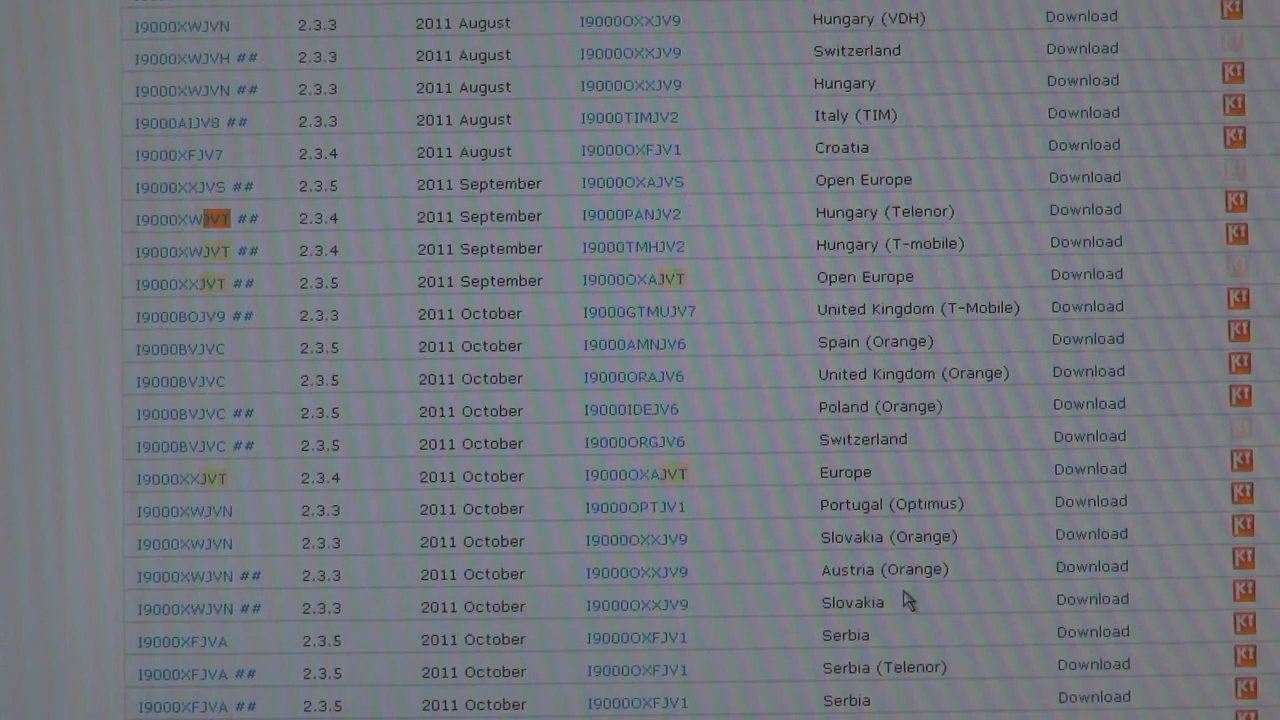 I9000XWJVN 2.3.3 2011 August I9000OXXJV9 Hungary (VDH) Download
I9000XWJVH ## 2.3.3 2011 August I9000OXXJV9 Switzerland Download
I9000XWJVN ## 2.3.3 2011 August I9000OXXJV9 Hungary Download
I9000AIJV8 ## 2.3.3 2011 August I9000TIMJV2 Italy (TIM) Download
I9000XFJV7 2.3.4 2011 August I9000OXFJV1 Croatia Download
I9000XXJVS ## 2.3.5 2011 September I9000OXAJVS Open Europe Download
I9000XWJVT ## 2.3.4 2011 September I9000PANJV2 Hungary (Telenor) Download
I9000XWJVT ## 2.3.4 2011 September I9000TMHJV2 Hungary (T-mobile) Download
I9000XXJVT ## 2.3.5 2011 September I9000OXAJVT Open Europe Download
I9000BOJV9 ## 2.3.3 2011 October I9000GTMUJV7 United Kingdom (T-Mobile) Download
I9000BVJVC 2.3.5 2011 October I9000AMNJV6 Spain (Orange) Download
I9000BVJVC 2.3.5 2011 October I9000ORAJV6 United Kingdom (Orange) Download
I9000BVJVC ## 2.3.5 2011 October I9000IDEJV6 Poland (Orange) Download
I9000BVJVC ## 2.3.5 2011 October I9000ORGJV6 Switzerland Download
I9000XXJVT 2.3.4 2011 October I9000OXAJVT Europe Download
I9000XWJVN 2.3.3 2011 October I9000OPTJV1 Portugal (Optimus) Download
I9000XWJVN 2.3.3 2011 October I9000OXXJV9 Slovakia (Orange) Download
I9000XWJVN ## 2.3.3 2011 October I9000OXXJV9 Austria (Orange) Download
I9000XWJVN ## 2.3.3 2011 October I9000OXXJV9 Slovakia Download
I9000XFJVA 2.3.5 2011 October I9000OXFJV1 Serbia Download
I9000XFJVA ## 2.3.5 2011 October I9000OXFJV1 Serbia (Telenor) Download
I9000XFJVA ## 2.3.5 2011 October I9000OXFJV1 Serbia Download